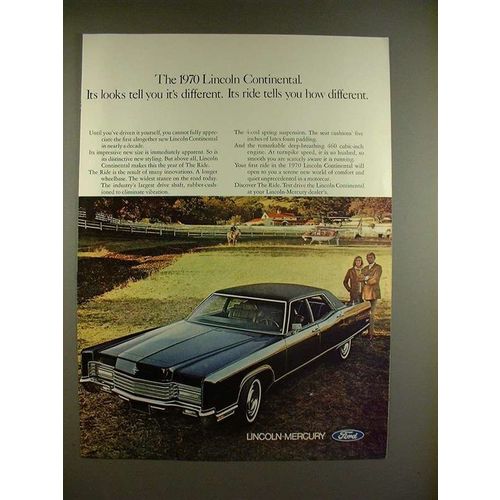 The 1970 Lincoln Continental.
Its looks tell you it's different. Its ride tells you how different.
Until you've driven it yourself, you cannot fully appre-
ciate the first altogether new Lincoln Continental
in nearly a decade.
Its impressive new size is immediately apparent. So is
its distinctive new styling. But above all, Lincoln
Continental makes this the year of The Ride.
The Ride is the result of many innovations. A longer
wheelbase. The widest stance on the road today.
The industry's largest drive shaft, rubber-cush-
ioned to eliminate vibration.
The 4-coil spring suspension. The seat cushions' five
inches of latex foam padding.
And the remarkable deep-breathing 460 cubic-inch
engine. At turnpike speed, it is so hushed, so
smooth you are scarcely aware it is running.
Your first ride in the 1970 Lincoln Continental will
open to you a serene new world of comfort and
quiet unprecedented in a motorcar.
Discover The Ride. Test drive the Lincoln Continental
at your Lincoln-Mercury dealer's.
LINCOLN-MERCURY
Ford